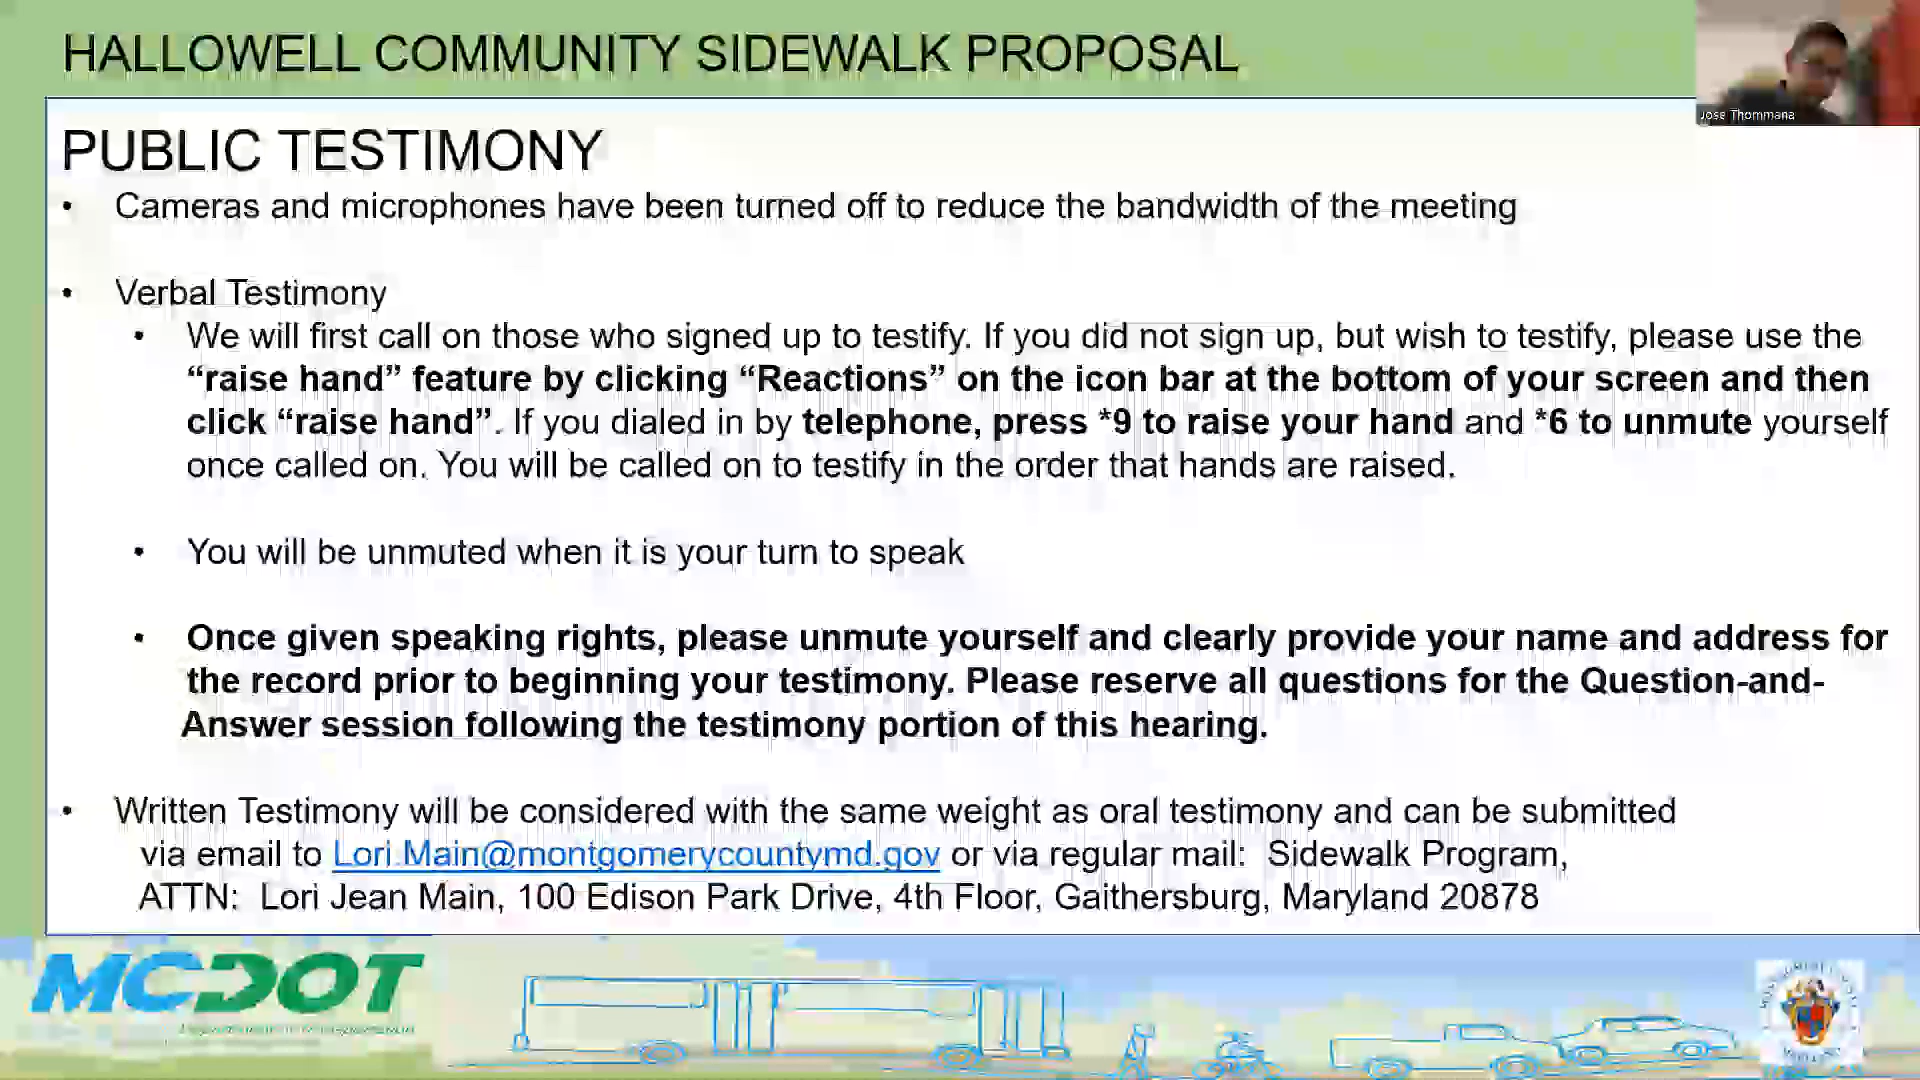 HALLOWELL COMMUNITY SIDEWALK PROPOSAL
Jose Thommana
PUBLIC TESTIMONY
• Cameras and microphones have been turned off to reduce the bandwidth of the meeting
• Verbal Testimony
• We will first call on those who signed up to testify. If you did not sign up, but wish to testify, please use the
“raise hand” feature by clicking “Reactions” on the icon bar at the bottom of your screen and then
click “raise hand”. If you dialed in by telephone, press *9 to raise your hand and *6 to unmute yourself
once called on. You will be called on to testify in the order that hands are raised.
• You will be unmuted when it is your turn to speak
• Once given speaking rights, please unmute yourself and clearly provide your name and address for
the record prior to beginning your testimony. Please reserve all questions for the Question-and-
Answer session following the testimony portion of this hearing.
• Written Testimony will be considered with the same weight as oral testimony and can be submitted
via email to Lori.Main@montgomerycountymd.gov or via regular mail: Sidewalk Program,
ATTN: Lori Jean Main, 100 Edison Park Drive, 4th Floor, Gaithersburg, Maryland 20878
MCDOT